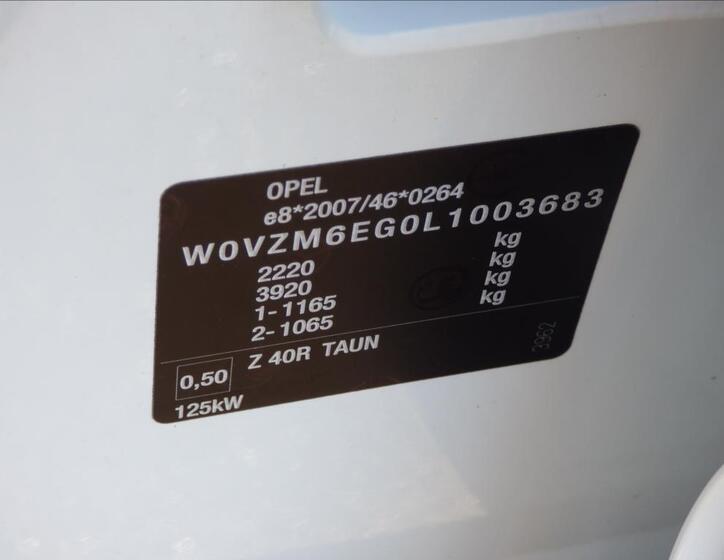 OPEL
e8*2007/46*0264
W0VZM6EG0L1003683
2220 kg
3920 kg
1-1165 kg
2-1065 kg
Z 40R TAUN
0,50
125kW
3962